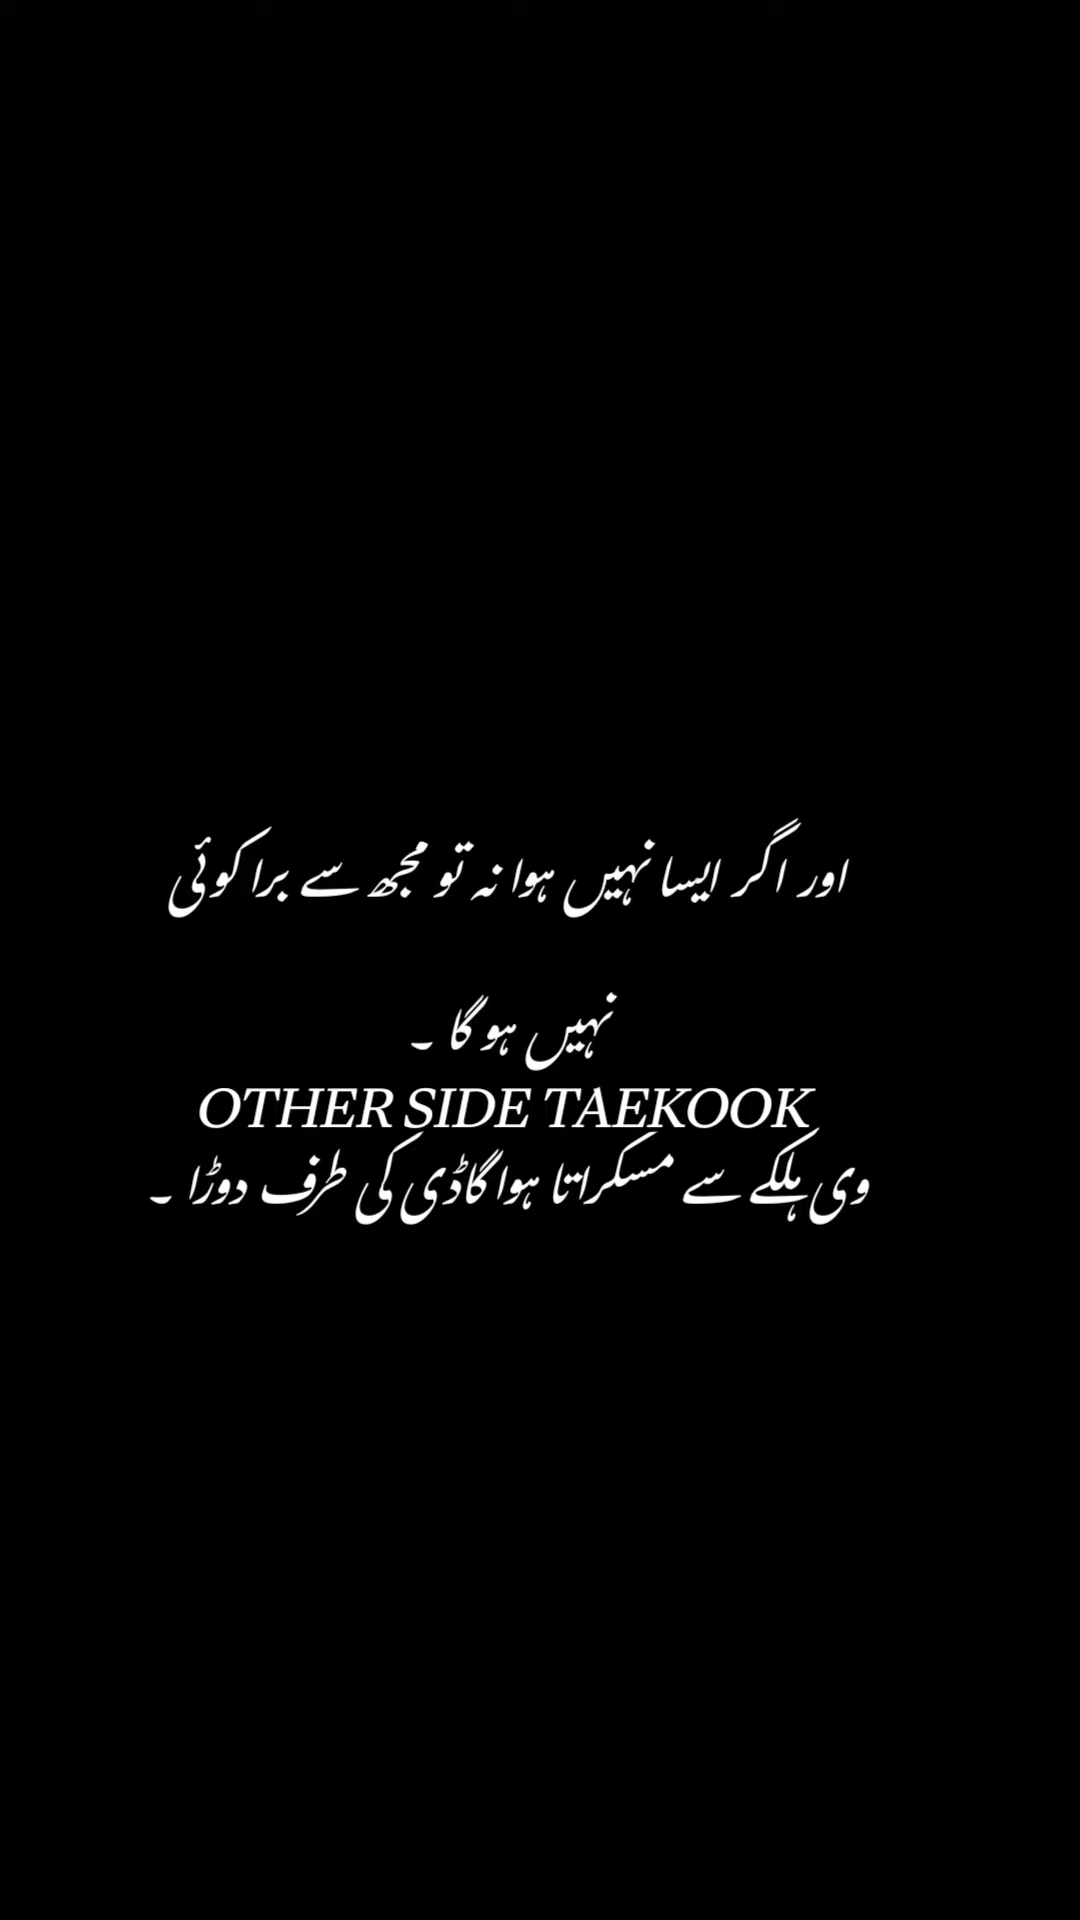 اور اگر ایسا نہیں ہوا نہ تو مجھ سے برا کوئی
نہیں ہو گا ۔
OTHER SIDE TAEKOOK
وی ہلکے سے مسکراتا ہوا گاڈی کی طرف دوڑا ۔